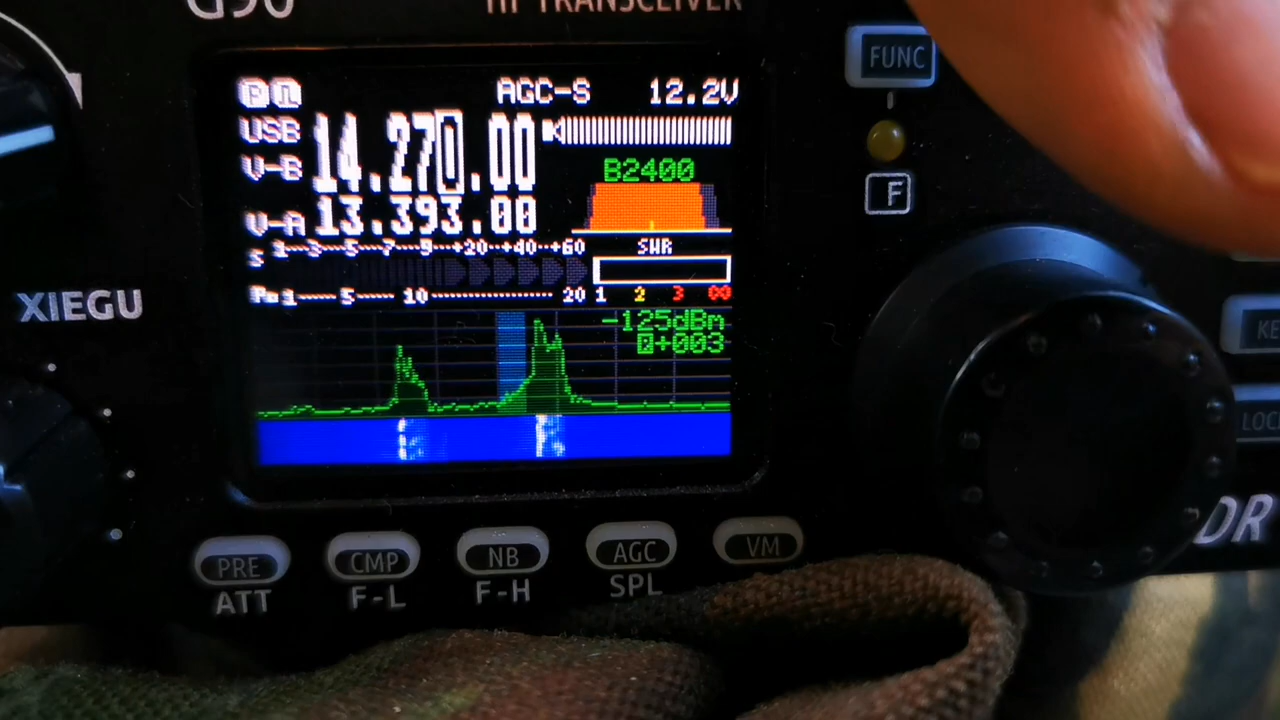 G90 HF TRANSCEIVER
FUNC
P AGC-S 12.2V
USB 14.270.00
V-B B2400
V-A 13.393.00
S 1 3 5 7 9 +20 +40 +60 SWR
Po 1 5 10 20 1 2 3 ∞
F
-125dBm
0+003
XIEGU
KE
LOC
PRE CMP NB AGC VM
ATT F-L F-H SPL
DR